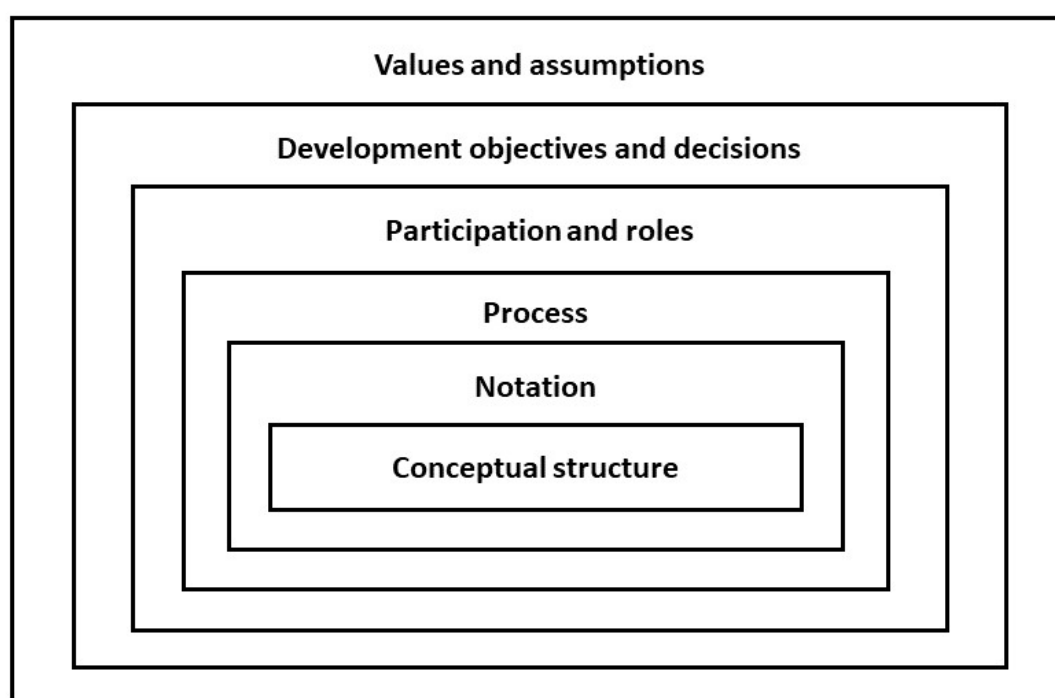 Values and assumptions
Development objectives and decisions
Participation and roles
Process
Notation
Conceptual structure